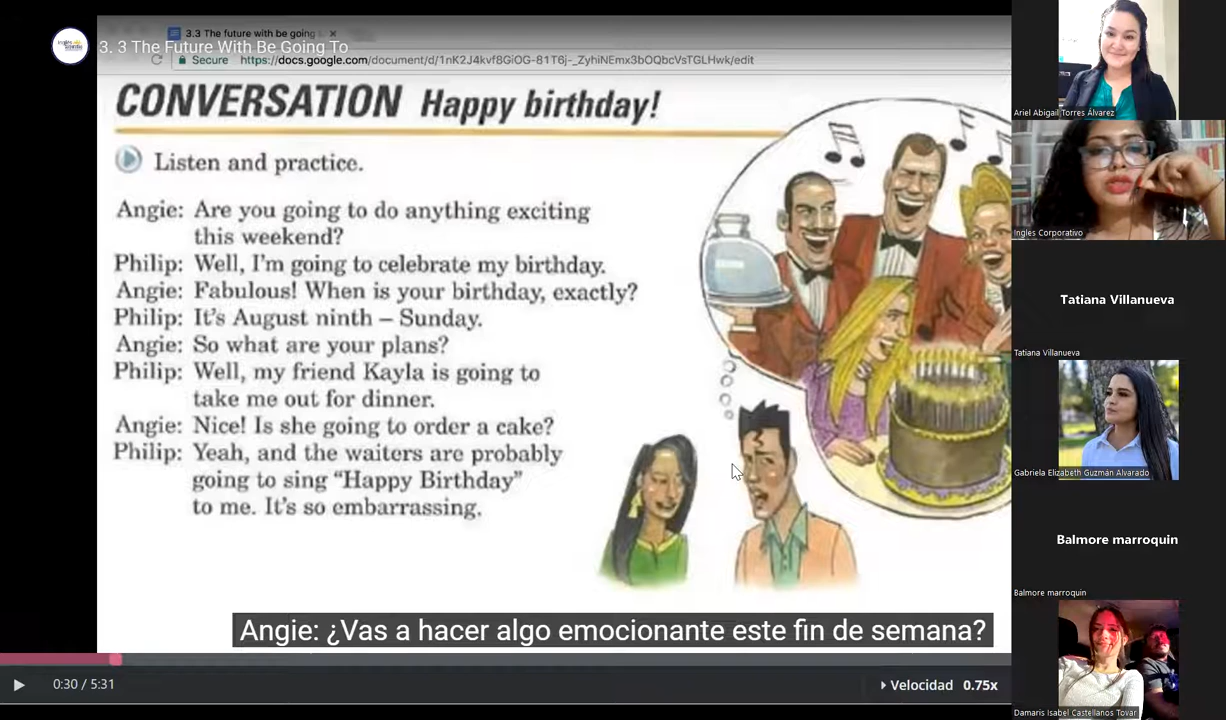 3.3 The future with be going
3. 3 The Future With Be Going To
Secure
https://docs.google.com/document/d/1nK2J4kvf8GiOG-81T6j-_ZyhiNEmx3bOQbcVsTGLHwk/edit
CONVERSATION Happy birthday!
Listen and practice.
Angie: Are you going to do anything exciting
this weekend?
Philip: Well, I'm going to celebrate my birthday.
Angie: Fabulous! When is your birthday, exactly?
Philip: It's August ninth – Sunday.
Angie: So what are your plans?
Philip: Well, my friend Kayla is going to
take me out for dinner.
Angie: Nice! Is she going to order a cake?
Philip: Yeah, and the waiters are probably
going to sing "Happy Birthday"
to me. It's so embarrassing.
Angie: ¿Vas a hacer algo emocionante este fin de semana?
0:30 / 5:31
Velocidad 0.75x
Ariel Abigail Torres Álvarez
Ingles Corporativo
Tatiana Villanueva
Tatiana Villanueva
Gabriela Elizabeth Guzmán Alvarado
Balmore marroquin
Balmore marroquin
Damaris Isabel Castellanos Tovar